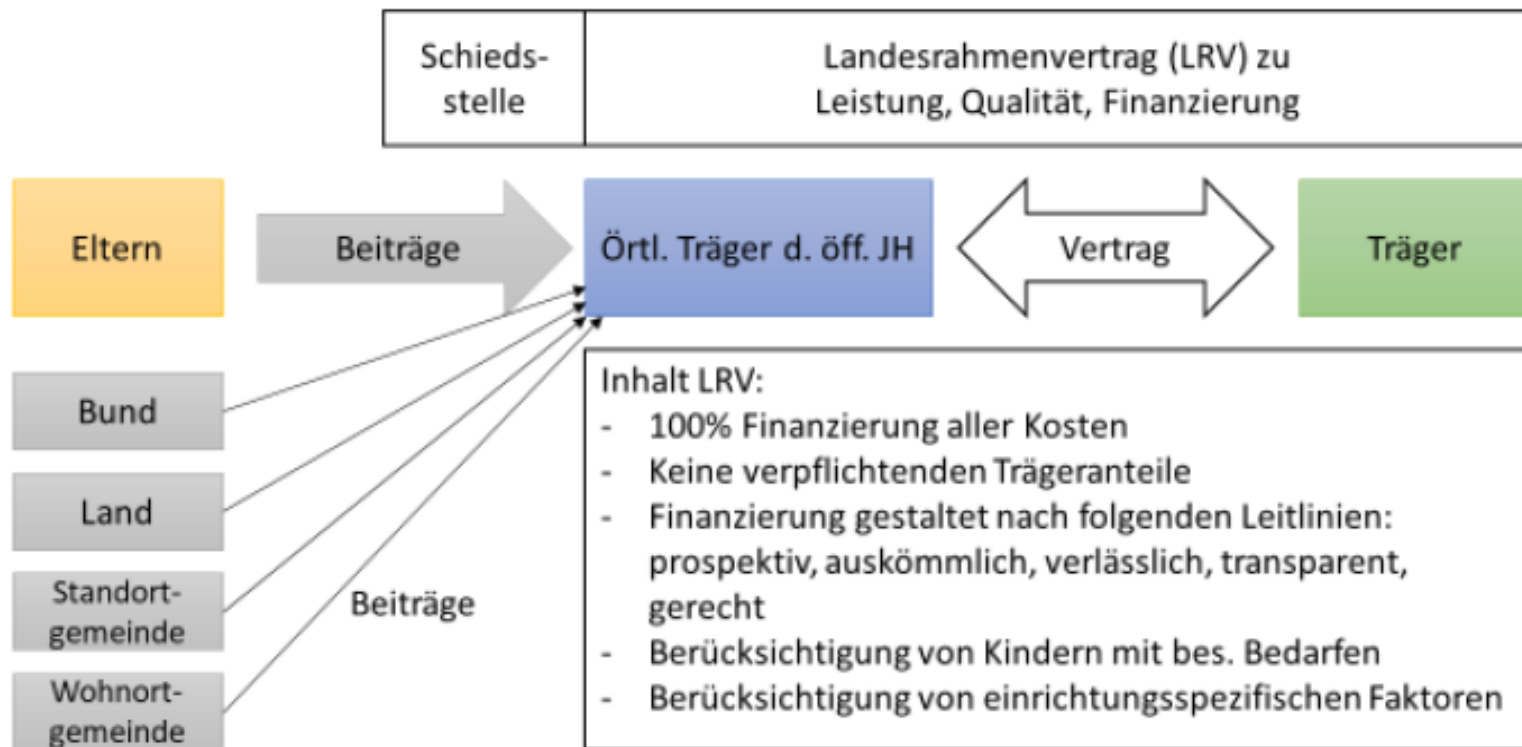 Schieds-
stelle
Landesrahmenvertrag (LRV) zu
Leistung, Qualität, Finanzierung
Eltern
Beiträge
Örtl. Träger d. öff. JH
Vertrag
Träger
Bund
Land
Standort-
gemeinde
Wohnort-
gemeinde
Beiträge
Inhalt LRV:
- 100% Finanzierung aller Kosten
- Keine verpflichtenden Trägeranteile
- Finanzierung gestaltet nach folgenden Leitlinien:
prospektiv, auskömmlich, verlässlich, transparent,
gerecht
- Berücksichtigung von Kindern mit bes. Bedarfen
- Berücksichtigung von einrichtungsspezifischen Faktoren